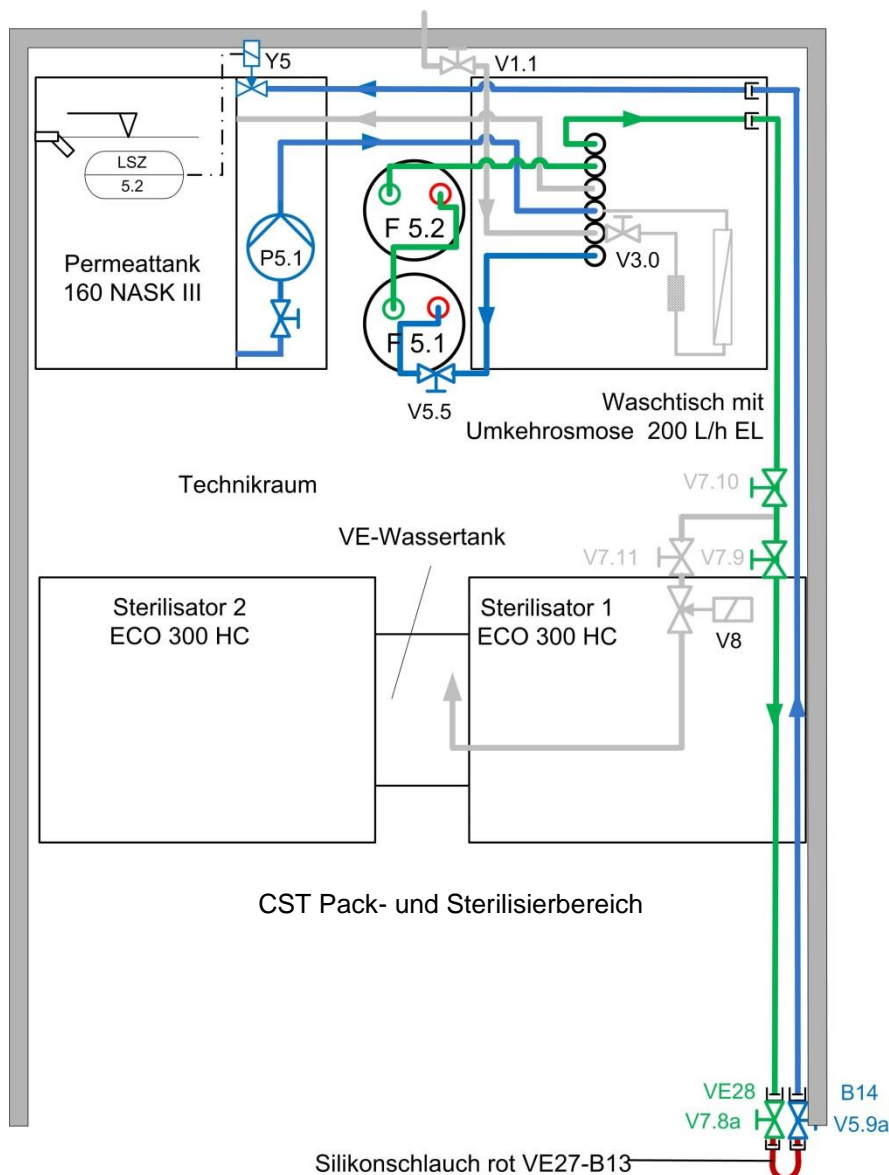 Y5
V1.1
LSZ
5.2
F 5.2
P5.1
Permeattank
160 NASK III
V3.0
F 5.1
V5.5
Waschtisch mit
Umkehrosmose 200 L/h EL
Technikraum
V7.10
VE-Wassertank
V7.11
V7.9
Sterilisator 2
ECO 300 HC
Sterilisator 1
ECO 300 HC
V8
CST Pack- und Sterilisierbereich
VE28
B14
V7.8a
V5.9a
Silikonschlauch rot VE27-B13